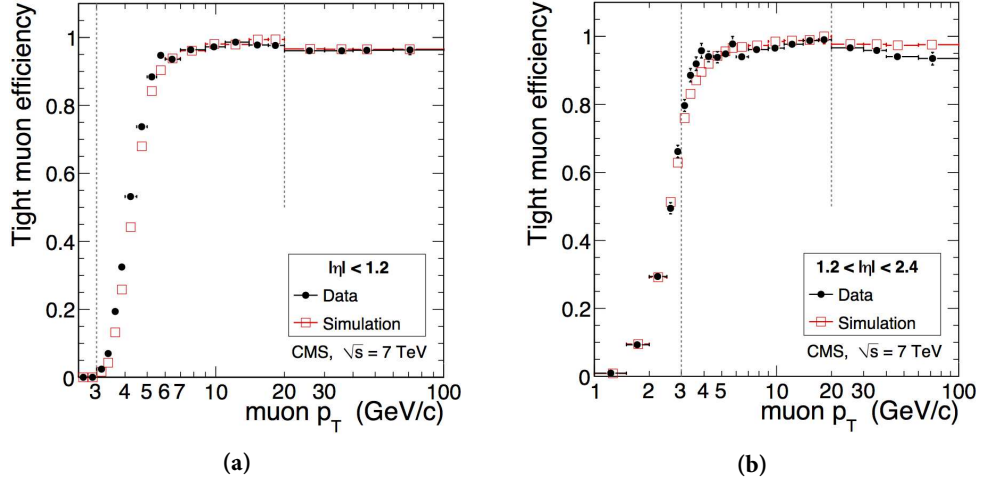 Tight muon efficiency
1
0.8
0.6
0.4
0.2
0
3 4 5 6 7 10 20 30 100
muon pT (GeV/c)
|η| < 1.2
Data
Simulation
CMS, √s = 7 TeV
(a)
Tight muon efficiency
1
0.8
0.6
0.4
0.2
0
1 2 3 4 5 10 20 30 100
muon pT (GeV/c)
1.2 < |η| < 2.4
Data
Simulation
CMS, √s = 7 TeV
(b)